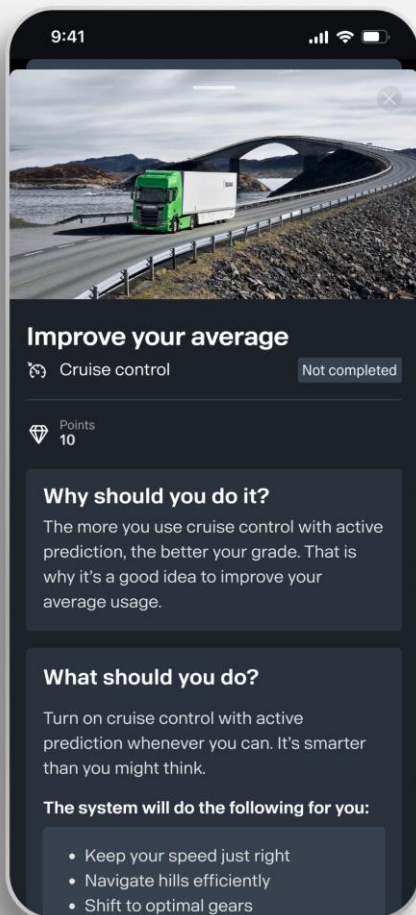 9:41
Improve your average
Cruise control
Not completed
Points
10
Why should you do it?
The more you use cruise control with active
prediction, the better your grade. That is
why it's a good idea to improve your
average usage.
What should you do?
Turn on cruise control with active
prediction whenever you can. It's smarter
than you might think.
The system will do the following for you:
• Keep your speed just right
• Navigate hills efficiently
• Shift to optimal gears